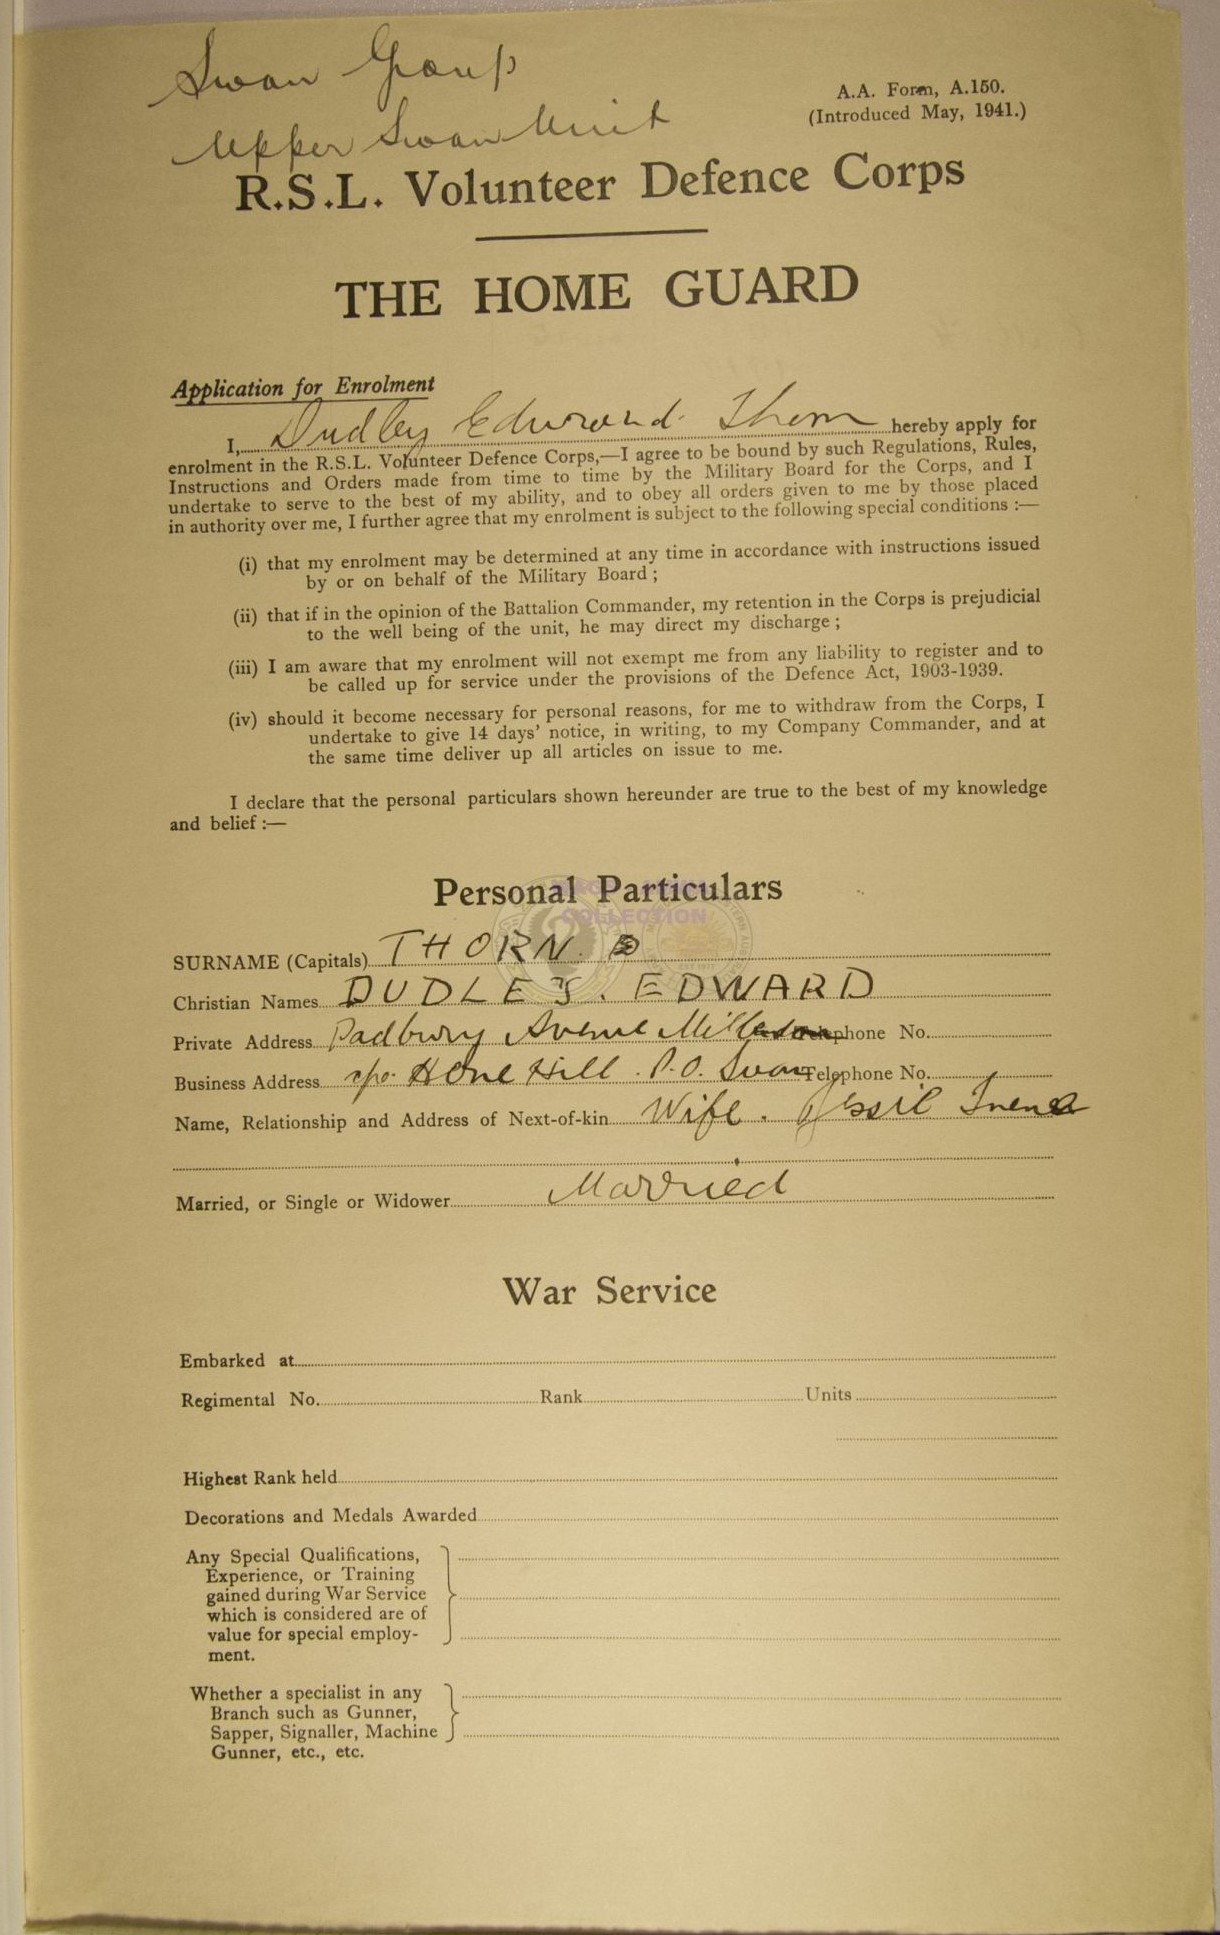 Swan Group
A.A. Form, A.150.
(Introduced May, 1941.)
Upper Swan Unit
R.S.L. Volunteer Defence Corps
THE HOME GUARD
Application for Enrolment
I, Dudley Edward Thorn hereby apply for
enrolment in the R.S.L. Volunteer Defence Corps,—I agree to be bound by such Regulations, Rules,
Instructions and Orders made from time to time by the Military Board for the Corps, and I
undertake to serve to the best of my ability, and to obey all orders given to me by those placed
in authority over me, I further agree that my enrolment is subject to the following special conditions :—
(i) that my enrolment may be determined at any time in accordance with instructions issued
by or on behalf of the Military Board ;
(ii) that if in the opinion of the Battalion Commander, my retention in the Corps is prejudicial
to the well being of the unit, he may direct my discharge ;
(iii) I am aware that my enrolment will not exempt me from any liability to register and to
be called up for service under the provisions of the Defence Act, 1903-1939.
(iv) should it become necessary for personal reasons, for me to withdraw from the Corps, I
undertake to give 14 days' notice, in writing, to my Company Commander, and at
the same time deliver up all articles on issue to me.
I declare that the personal particulars shown hereunder are true to the best of my knowledge
and belief :—
Personal Particulars
COLLECTION
SURNAME (Capitals) THORN.
Christian Names DUDLEY. EDWARD
Private Address Padbury Avenue Telephone No.
Business Address c/o. Herne Hill. P.O. Swan Telephone No.
Name, Relationship and Address of Next-of-kin Wife. Jessie Irene
Married, or Single or Widower Married
War Service
Embarked at
Regimental No. Rank Units
Highest Rank held
Decorations and Medals Awarded
Any Special Qualifications,
Experience, or Training
gained during War Service
which is considered are of
value for special employ-
ment.
Whether a specialist in any
Branch such as Gunner,
Sapper, Signaller, Machine
Gunner, etc., etc.